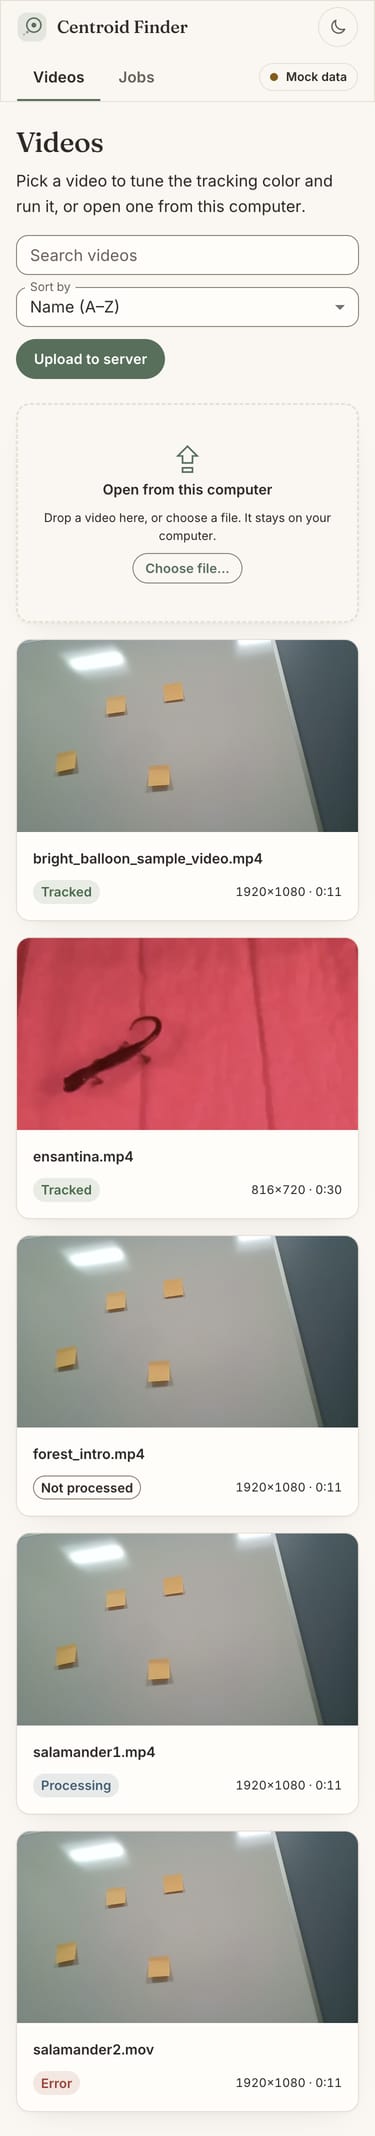 Centroid Finder
Videos
Jobs
Mock data
Videos
Pick a video to tune the tracking color and
run it, or open one from this computer.
Search videos
Sort by
Name (A–Z)
Upload to server
Open from this computer
Drop a video here, or choose a file. It stays on your
computer.
Choose file…
bright_balloon_sample_video.mp4
Tracked
1920×1080 · 0:11
ensantina.mp4
Tracked
816×720 · 0:30
forest_intro.mp4
Not processed
1920×1080 · 0:11
salamander1.mp4
Processing
1920×1080 · 0:11
salamander2.mov
Error
1920×1080 · 0:11